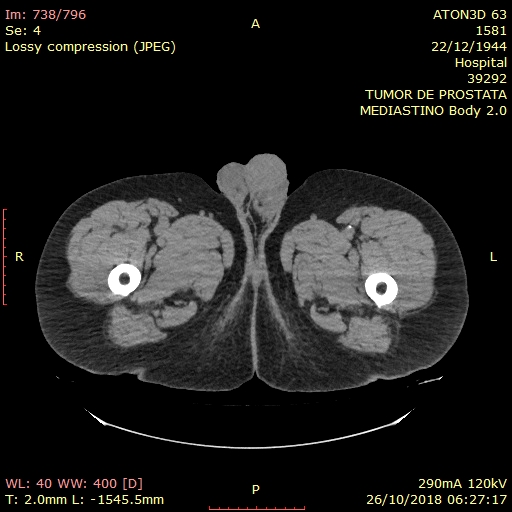 Im: 738/796
Se: 4
Lossy compression (JPEG)
A
ATON3D 63
1581
22/12/1944
Hospital
39292
TUMOR DE PROSTATA
MEDIASTINO Body 2.0
R
L
WL: 40 WW: 400 [D]
T: 2.0mm L: -1545.5mm
P
290mA 120kV
26/10/2018 06:27:17